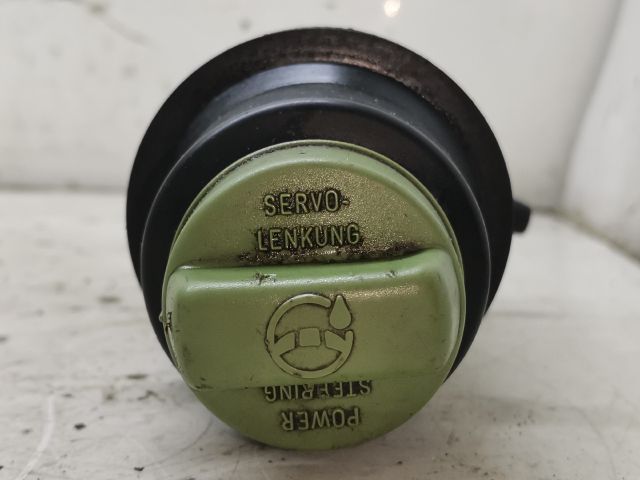 SERVO-
LENKUNG
POWER
STEERING